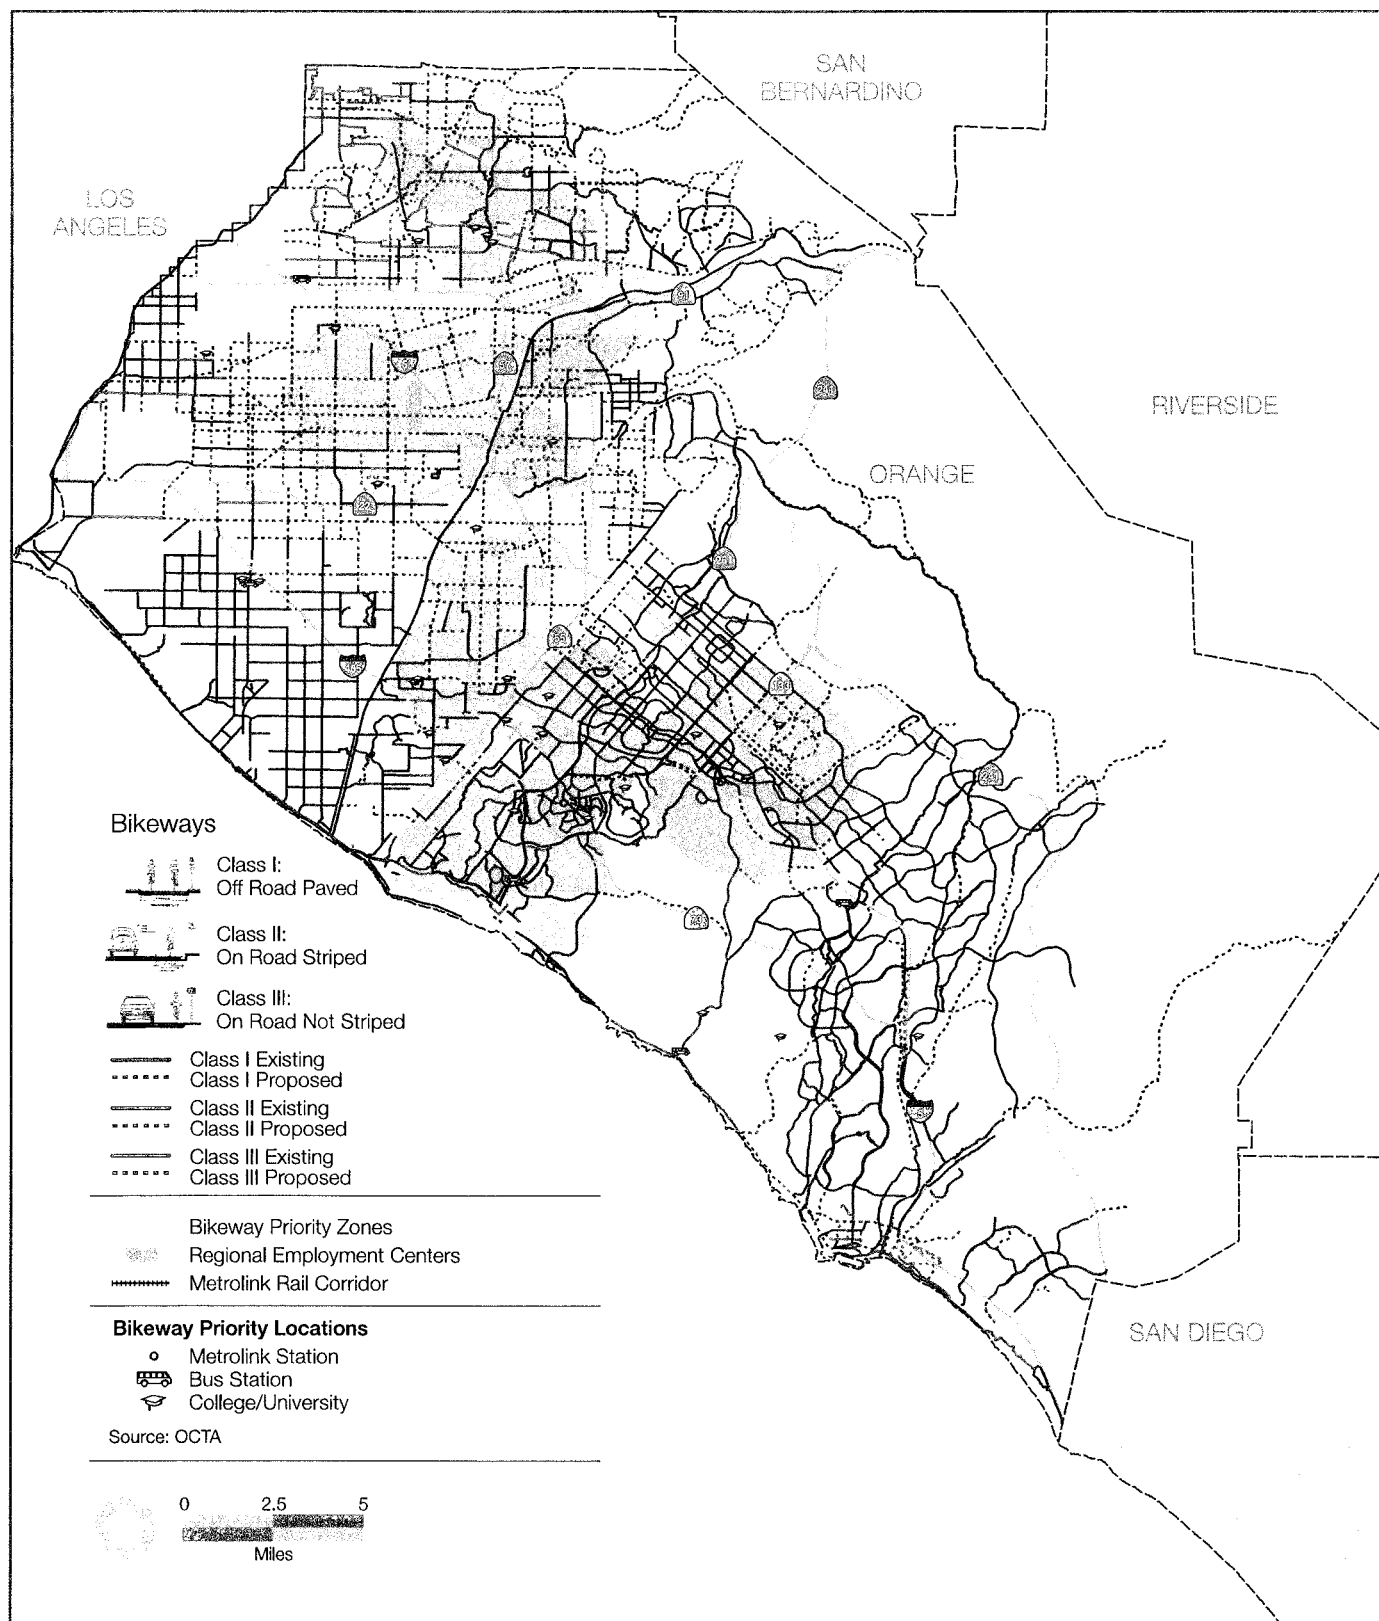 SAN
BERNARDINO
LOS
ANGELES
RIVERSIDE
ORANGE
SAN DIEGO
Bikeways
Class I:
Off Road Paved
Class II:
On Road Striped
Class III:
On Road Not Striped
Class I Existing
Class I Proposed
Class II Existing
Class II Proposed
Class III Existing
Class III Proposed
Bikeway Priority Zones
Regional Employment Centers
Metrolink Rail Corridor
Bikeway Priority Locations
Metrolink Station
Bus Station
College/University
Source: OCTA
0 2.5 5
Miles